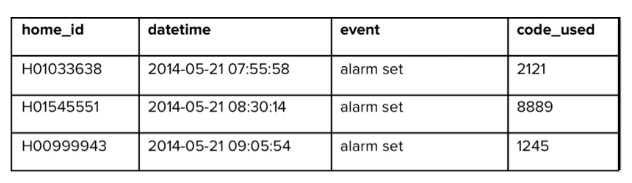 home_id datetime event code_used
H01033638 2014-05-21 07:55:58 alarm set 2121
H01545551 2014-05-21 08:30:14 alarm set 8889
H00999943 2014-05-21 09:05:54 alarm set 1245